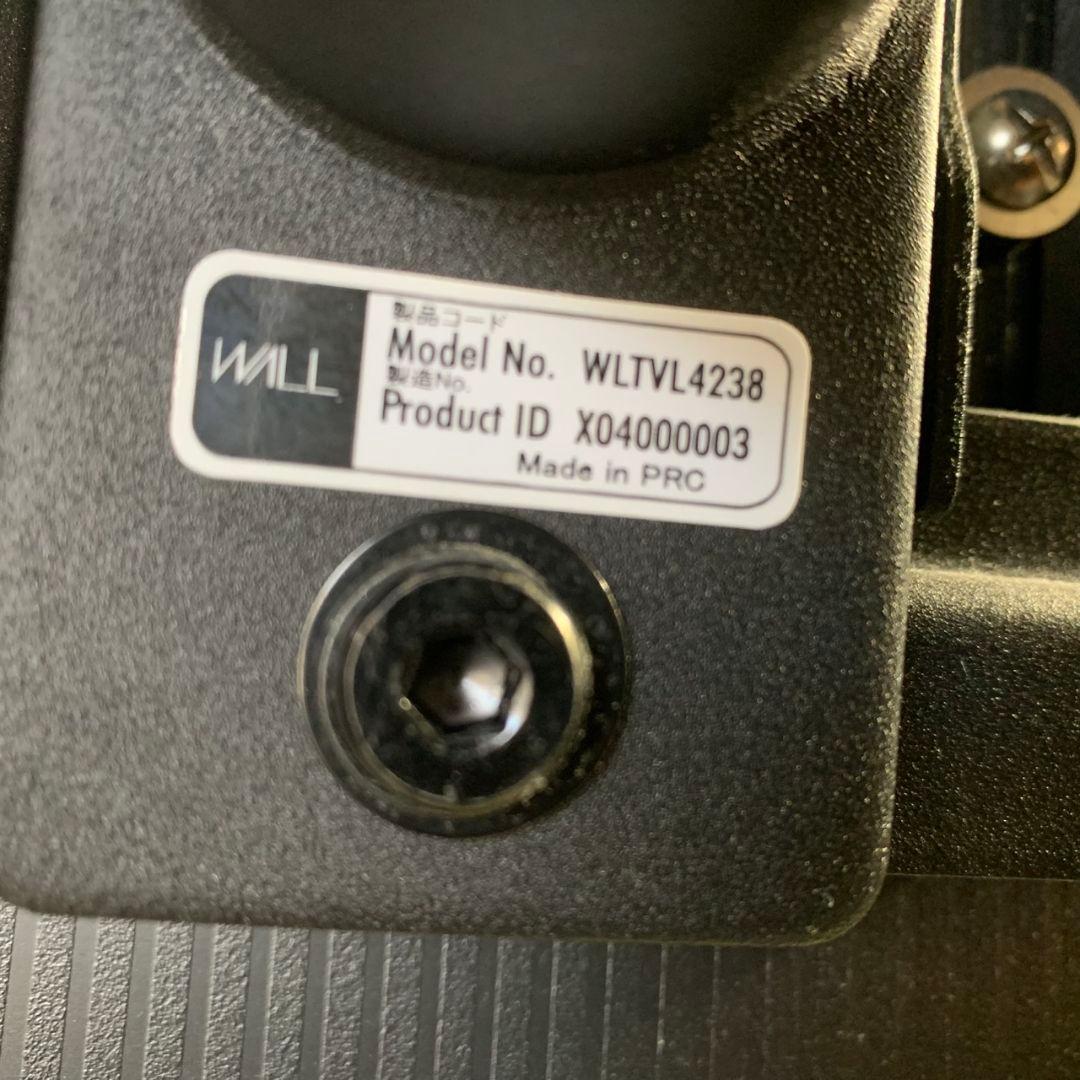 WALL
製品コード
Model No. WLTVL4238
製造No.
Product ID X04000003
Made in PRC